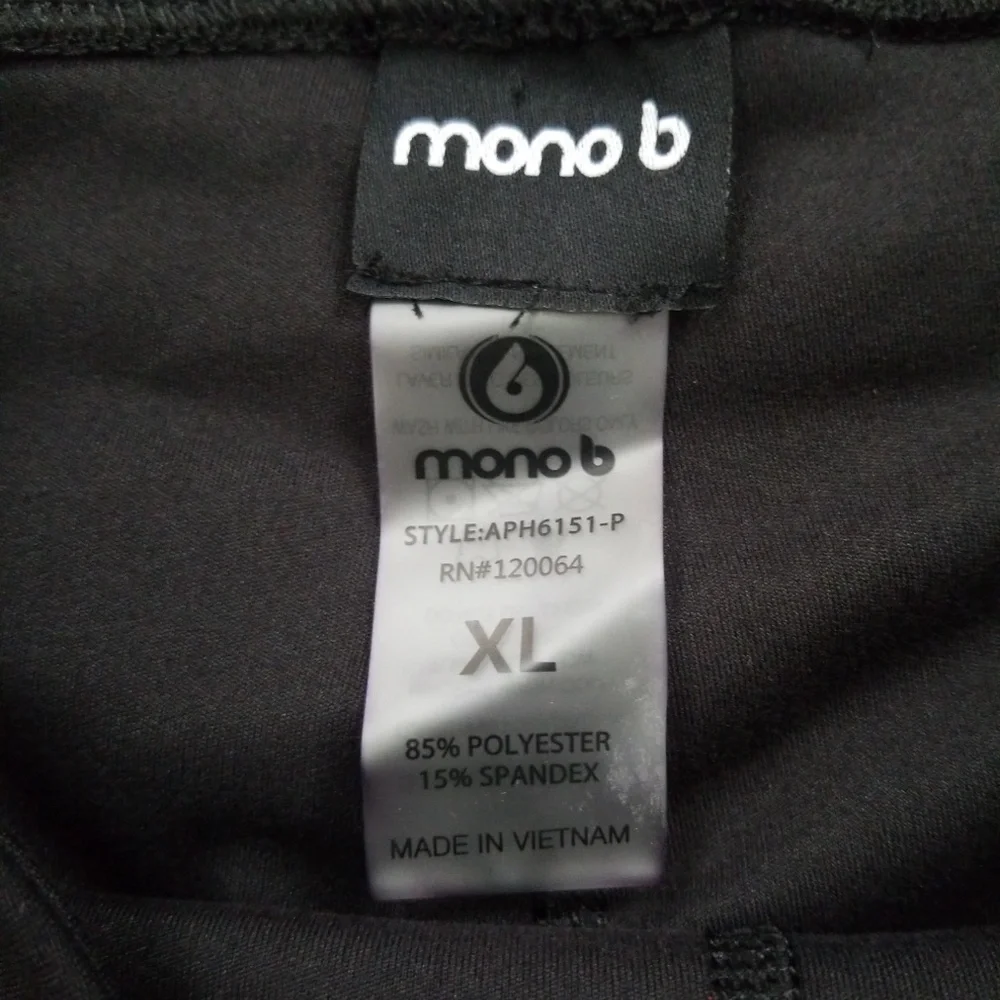 mono b
mono b
STYLE:APH6151-P
RN#120064
XL
85% POLYESTER
15% SPANDEX
MADE IN VIETNAM